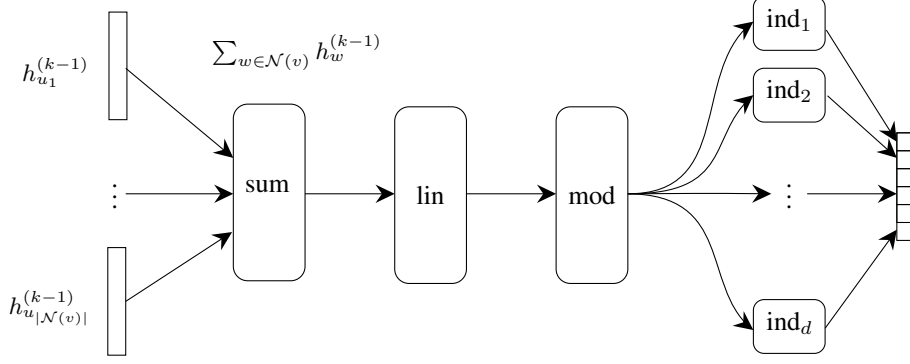 h_{u_1}^{(k-1)}
⋮
h_{u_{|\mathcal{N}(v)|}}^{(k-1)}
\sum_{w \in \mathcal{N}(v)} h_w^{(k-1)}
sum
lin
mod
ind_1
ind_2
⋮
ind_d